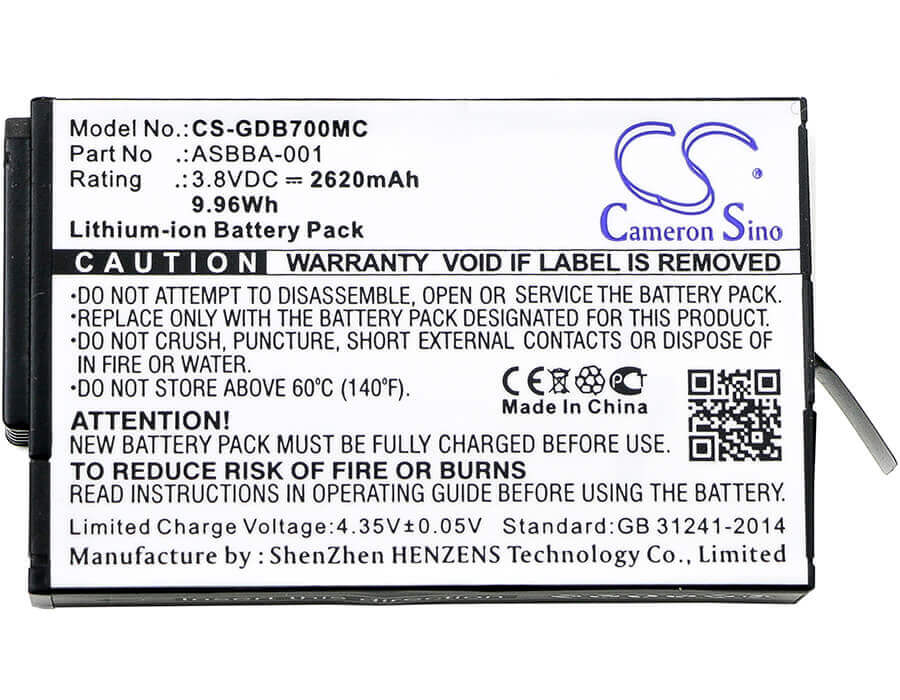 Model No.:CS-GDB700MC
Part No .:ASBBA-001
Rating .:3.8VDC ⎓ 2620mAh
9.96Wh
Lithium-ion Battery Pack
CS
®
Cameron Sino
CAUTION WARRANTY VOID IF LABEL IS REMOVED
•DO NOT ATTEMPT TO DISASSEMBLE, OPEN OR SERVICE THE BATTERY PACK.
•REPLACE ONLY WITH THE BATTERY PACK DESIGNATED FOR THIS PRODUCT.
•DO NOT CRUSH, PUNCTURE, SHORT EXTERNAL CONTACTS OR DISPOSED OF
IN FIRE OR WATER.
•DO NOT STORE ABOVE 60°C (140°F).
CE PCT
Made In China
ATTENTION!
NEW BATTERY PACK MUST BE FULLY CHARGED BEFORE USE.
TO REDUCE RISK OF FIRE OR BURNS
READ INSTRUCTIONS IN OPERATING GUIDE BEFORE USING BATTERY PACK.
Limited Charge Voltage:4.35V±0.05V Standard:GB 31241-2014
Manufacture by : ShenZhen HENZENS Technology Co., Limited